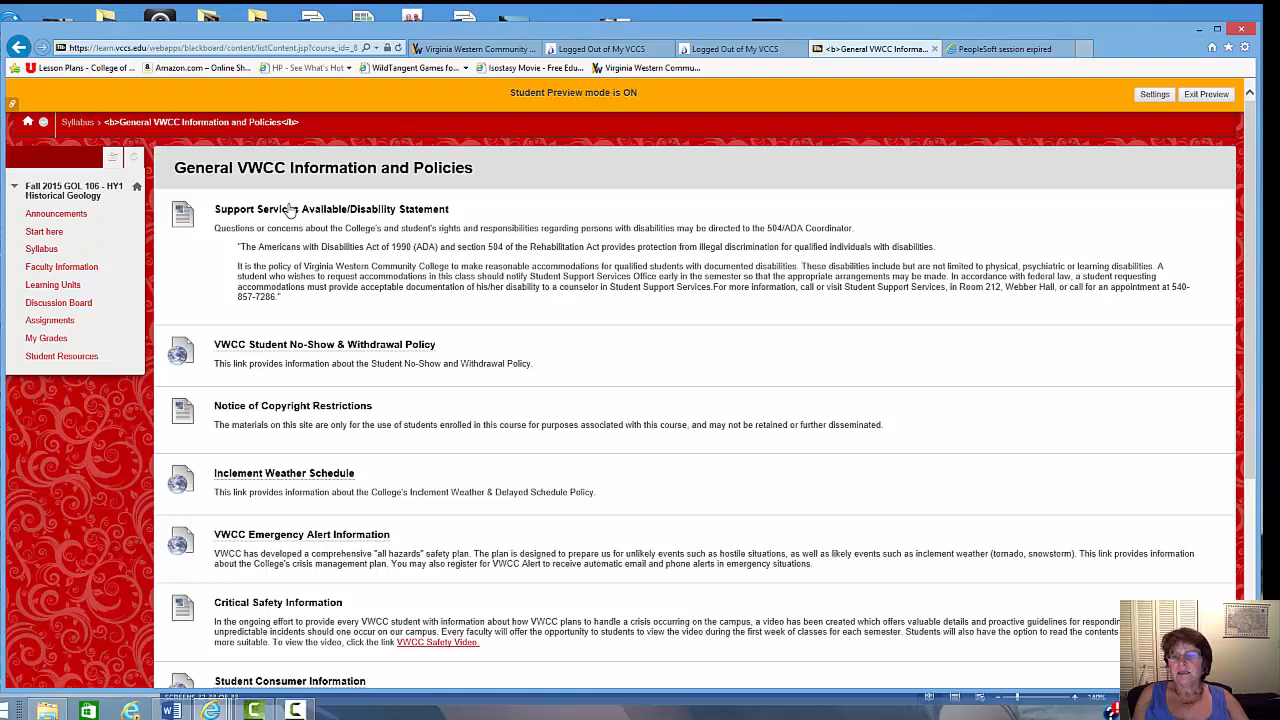 https://learn.vccs.edu/webapps/blackboard/content/listContent.jsp?course_id=_8
Virginia Western Community ...
Logged Out of My VCCS
Logged Out of My VCCS
<b>General VWCC Informa...
PeopleSoft session expired
Lesson Plans - College of ...
Amazon.com – Online Sh...
HP - See What's Hot
WildTangent Games fo...
Isostasy Movie - Free Edu...
Virginia Western Commu...
Student Preview mode is ON
Settings
Exit Preview
Syllabus > <b>General VWCC Information and Policies</b>
General VWCC Information and Policies
Fall 2015 GOL 106 - HY1
Historical Geology
Announcements
Start here
Syllabus
Faculty Information
Learning Units
Discussion Board
Assignments
My Grades
Student Resources
Support Services Available/Disability Statement
Questions or concerns about the College's and student's rights and responsibilities regarding persons with disabilities may be directed to the 504/ADA Coordinator.
"The Americans with Disabilities Act of 1990 (ADA) and section 504 of the Rehabilitation Act provides protection from illegal discrimination for qualified individuals with disabilities.
It is the policy of Virginia Western Community College to make reasonable accommodations for qualified students with documented disabilities. These disabilities include but are not limited to physical, psychiatric or learning disabilities. A
student who wishes to request accommodations in this class should notify Student Support Services Office early in the semester so that the appropriate arrangements may be made. In accordance with federal law, a student requesting
accommodations must provide acceptable documentation of his/her disability to a counselor in Student Support Services.For more information, call or visit Student Support Services, in Room 212, Webber Hall, or call for an appointment at 540-
857-7286."
VWCC Student No-Show & Withdrawal Policy
This link provides information about the Student No-Show and Withdrawal Policy.
Notice of Copyright Restrictions
The materials on this site are only for the use of students enrolled in this course for purposes associated with this course, and may not be retained or further disseminated.
Inclement Weather Schedule
This link provides information about the College's Inclement Weather & Delayed Schedule Policy.
VWCC Emergency Alert Information
VWCC has developed a comprehensive "all hazards" safety plan. The plan is designed to prepare us for unlikely events such as hostile situations, as well as likely events such as inclement weather (tornado, snowstorm). This link provides information
about the College's crisis management plan. You may also register for VWCC Alert to receive automatic email and phone alerts in emergency situations.
Critical Safety Information
In the ongoing effort to provide every VWCC student with information about how VWCC plans to handle a crisis occurring on the campus, a video has been created which offers valuable details and proactive guidelines for
unpredictable incidents should one occur on our campus. Every faculty will offer the opportunity to students to view the video during the first week of classes for each semester. Students will also have the option to read the contents
more suitable. To view the video, click the link VWCC Safety Video.
Student Consumer Information
140%